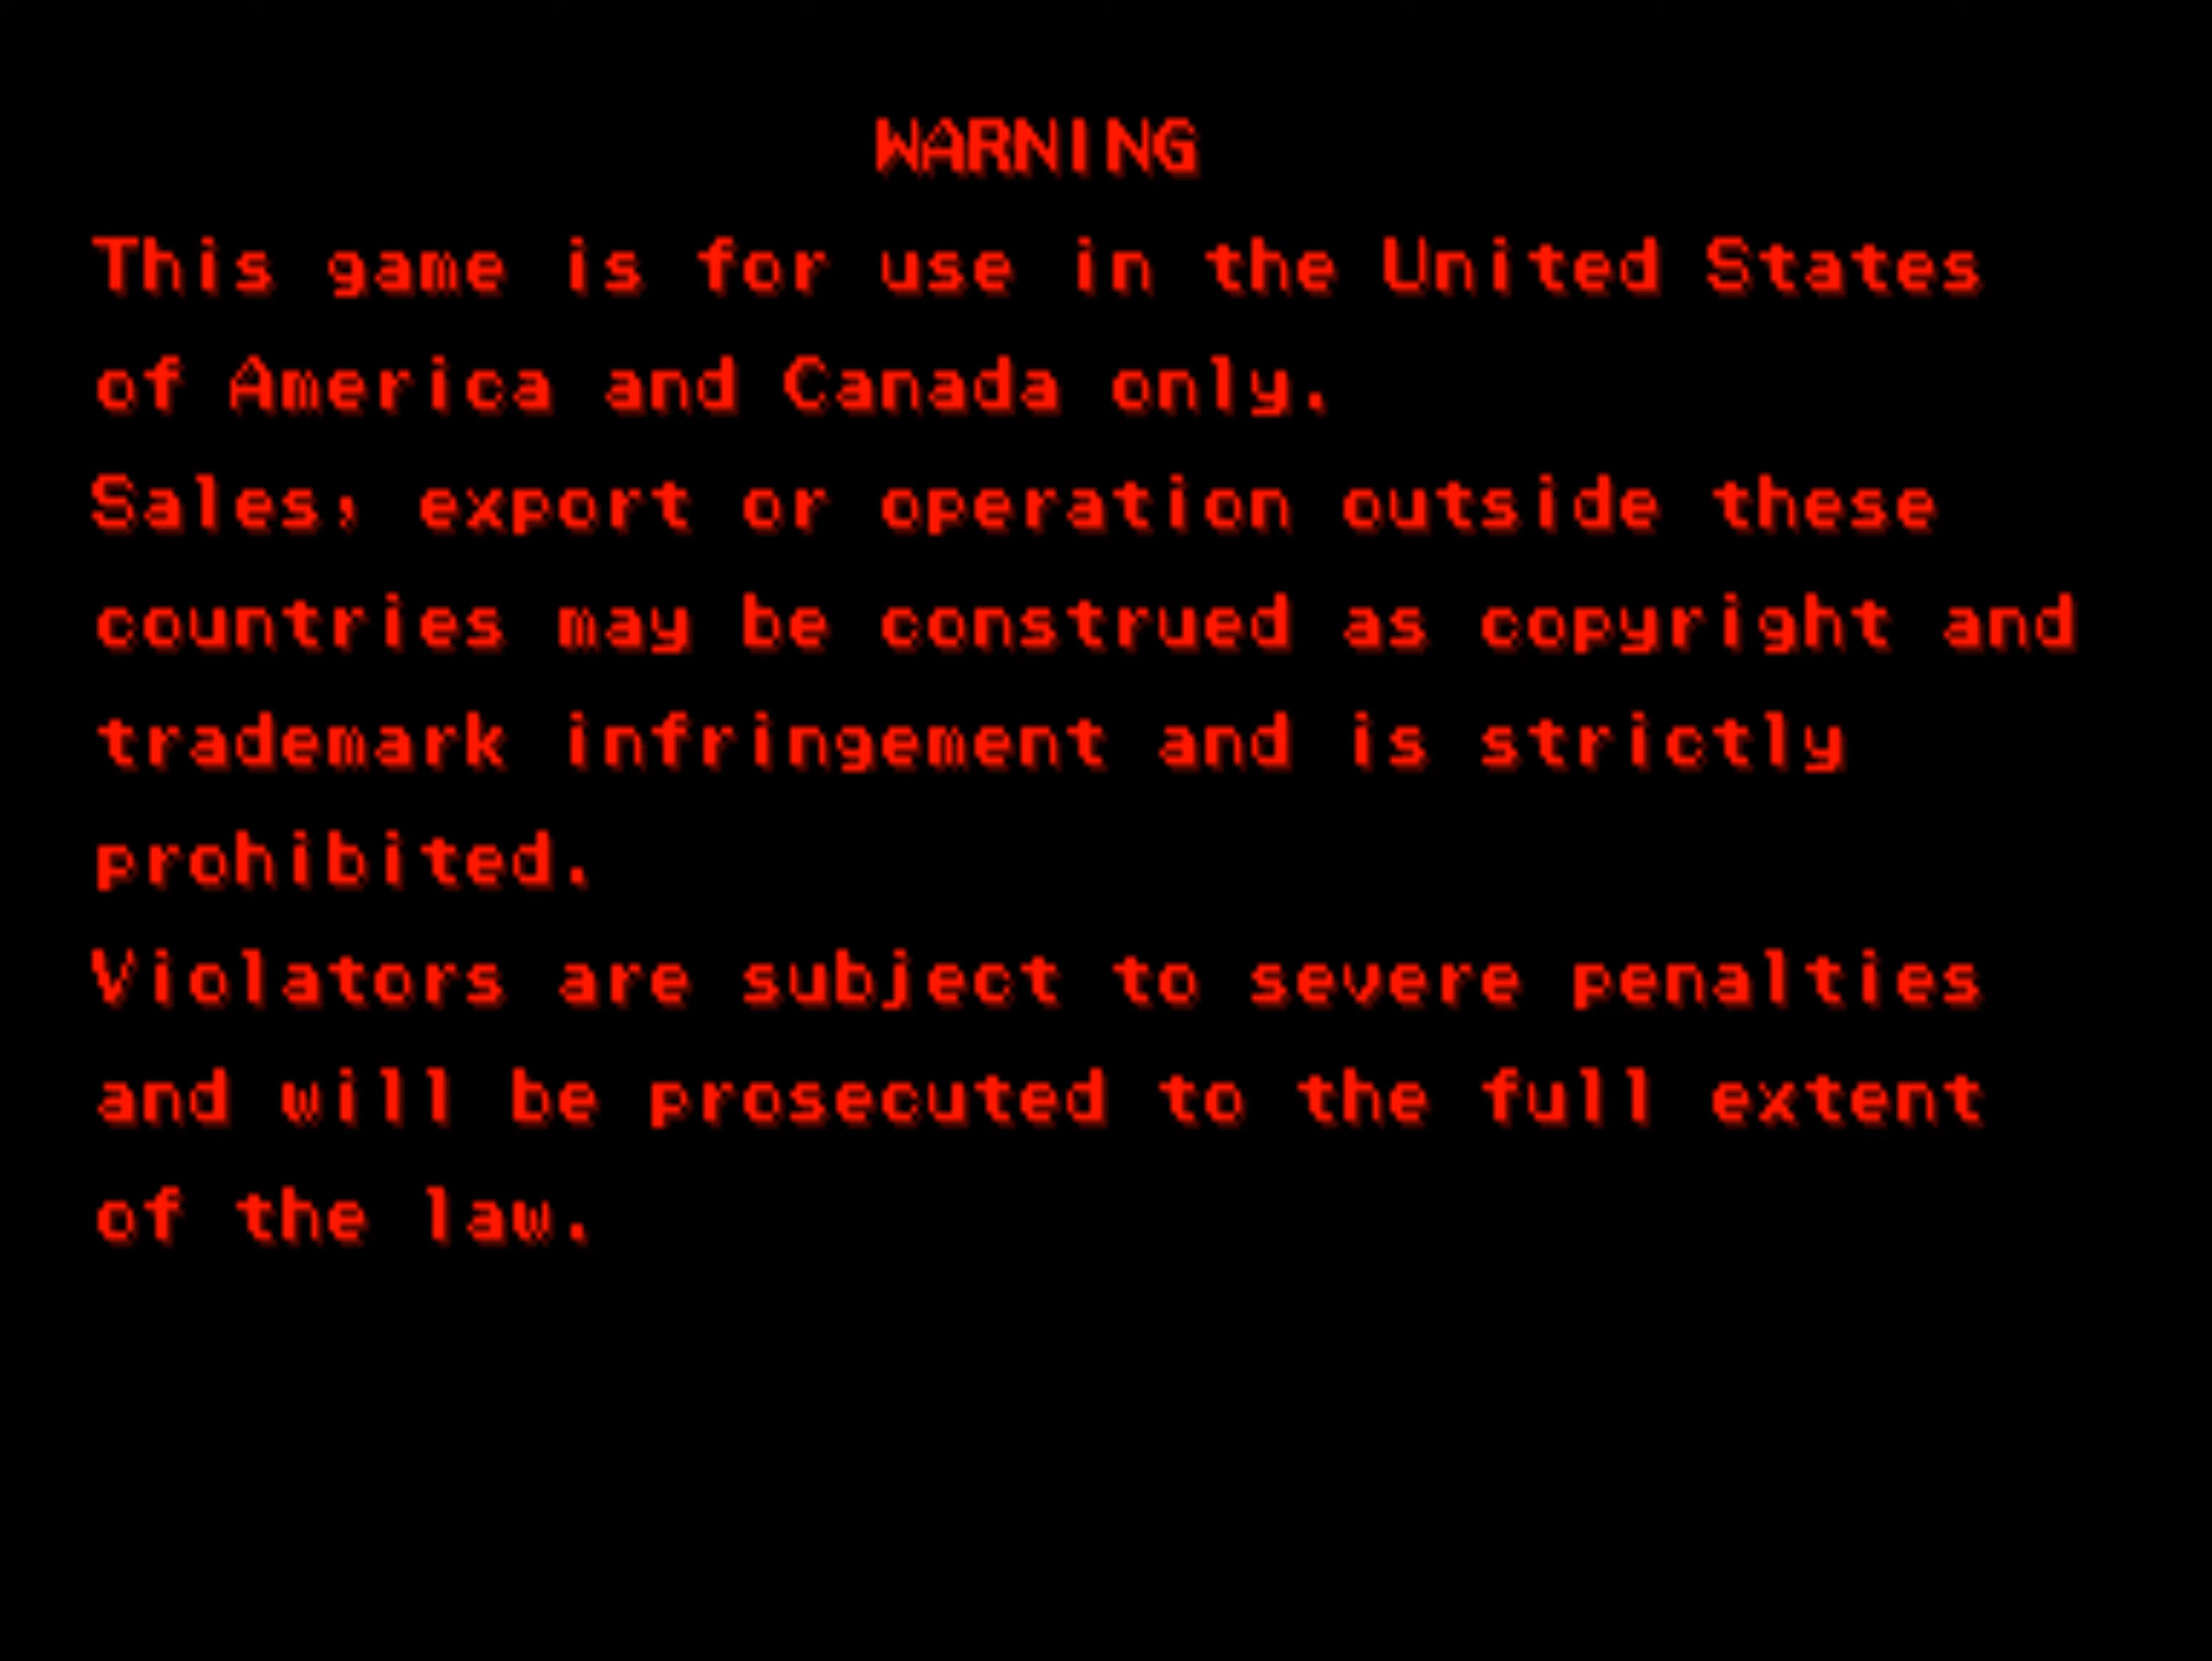 WARNING
This game is for use in the United States
of America and Canada only.
Sales, export or operation outside these
countries may be construed as copyright and
trademark infringement and is strictly
prohibited.
Violators are subject to severe penalties
and will be prosecuted to the full extent
of the law.